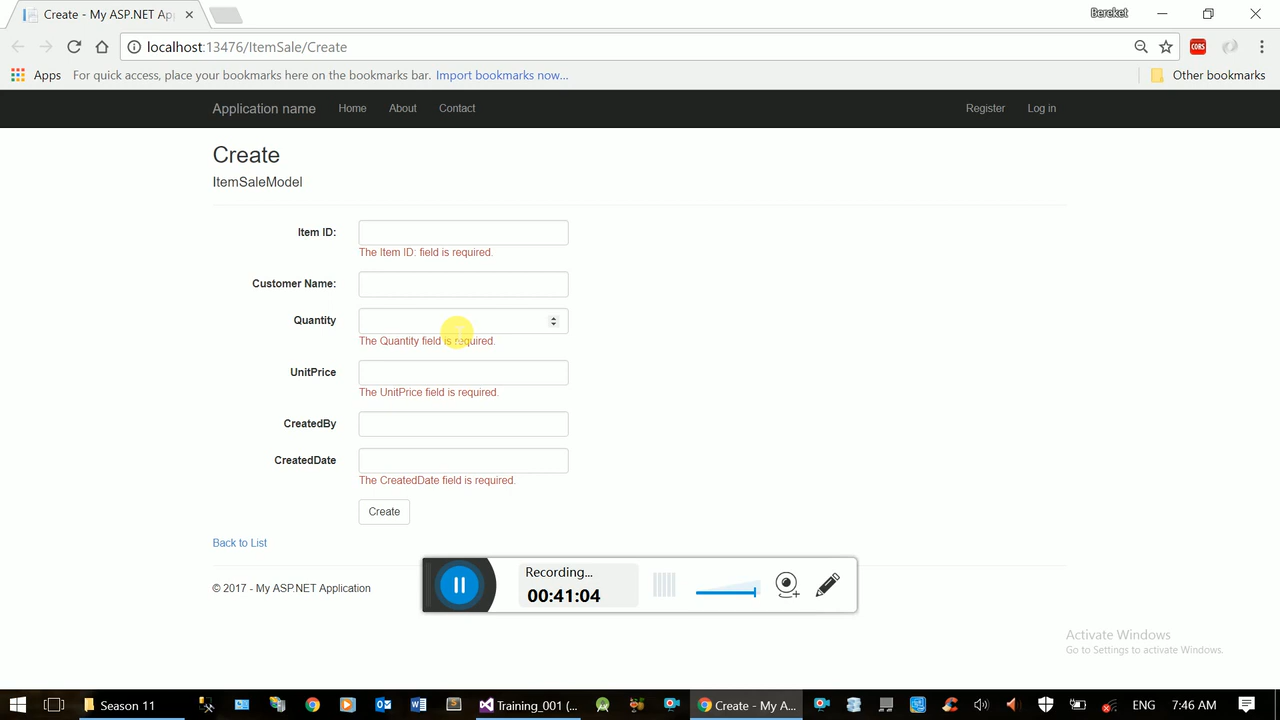 Create - My ASP.NET Ap
Bereket
localhost:13476/ItemSale/Create
CORS
Apps For quick access, place your bookmarks here on the bookmarks bar. Import bookmarks now... Other bookmarks
Application name Home About Contact Register Log in
Create
ItemSaleModel
Item ID:
The Item ID: field is required.
Customer Name:
Quantity
The Quantity field is required.
UnitPrice
The UnitPrice field is required.
CreatedBy
CreatedDate
The CreatedDate field is required.
Create
Back to List
© 2017 - My ASP.NET Application
Recording...
00:41:04
Activate Windows
Go to Settings to activate Windows.
Season 11 Training_001 (... Create - My A... ENG 7:46 AM